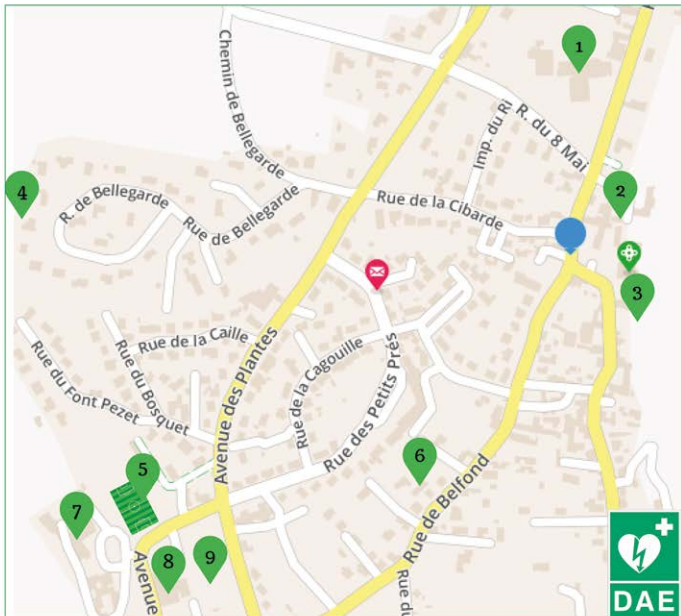 1
Chemin de Bellegarde
Imp. du Ri
R. du 8 Mai
4
R. de Bellegarde
Rue de Bellegarde
Rue de la Cibarde
2
3
Rue de la Caille
Avenue des Plantes
Rue de la Cagouille
Rue des Petits Prés
Rue du Bosquet
Rue du Font Pezet
5
6
Rue de Belfond
7
8
9
Avenue
Rue du
DAE